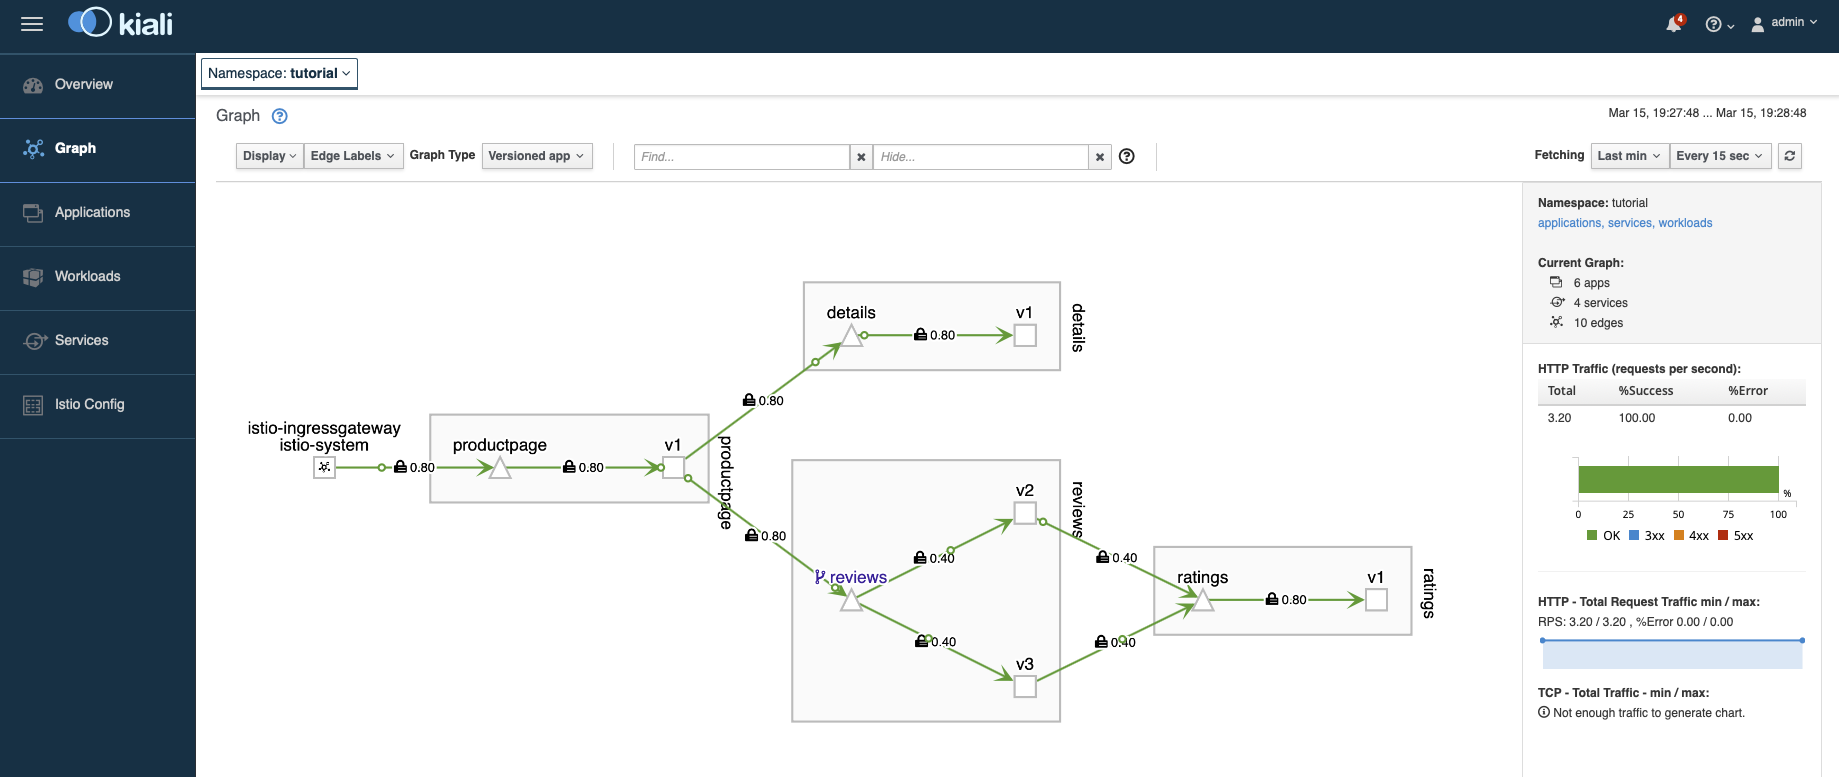 kiali
4
admin
Overview
Graph
Applications
Workloads
Services
Istio Config
Namespace: tutorial
Graph
Mar 15, 19:27:48 ... Mar 15, 19:28:48
Display
Edge Labels
Graph Type
Versioned app
Find...
Hide...
Fetching
Last min
Every 15 sec
istio-ingressgateway
istio-system
0.80
productpage
0.80
v1
productpage
0.80
details
0.80
v1
details
0.80
reviews
0.40
v2
0.40
v3
reviews
0.40
0.40
ratings
0.80
v1
ratings
Namespace: tutorial
applications, services, workloads
Current Graph:
6 apps
4 services
10 edges
HTTP Traffic (requests per second):
Total %Success %Error
3.20 100.00 0.00
%
0 25 50 75 100
OK 3xx 4xx 5xx
HTTP - Total Request Traffic min / max:
RPS: 3.20 / 3.20 , %Error 0.00 / 0.00
TCP - Total Traffic - min / max:
Not enough traffic to generate chart.